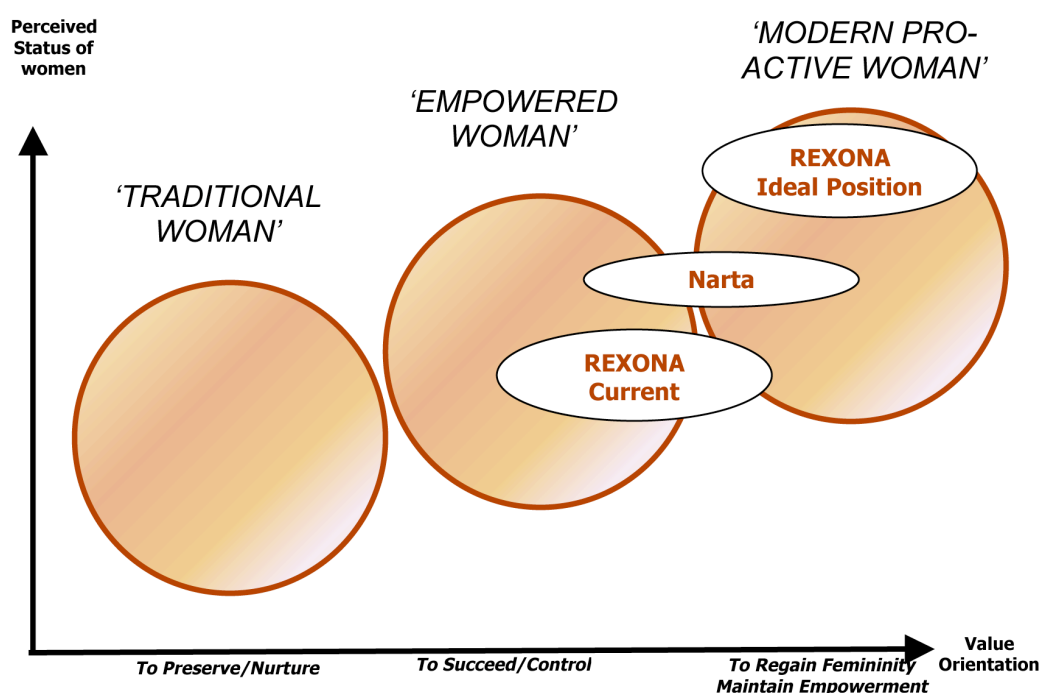 Perceived
Status of
women
‘MODERN PRO-
ACTIVE WOMAN’
‘EMPOWERED
WOMAN’
‘TRADITIONAL
WOMAN’
REXONA
Ideal Position
Narta
REXONA
Current
To Preserve/Nurture
To Succeed/Control
To Regain Femininity
Maintain Empowerment
Value
Orientation